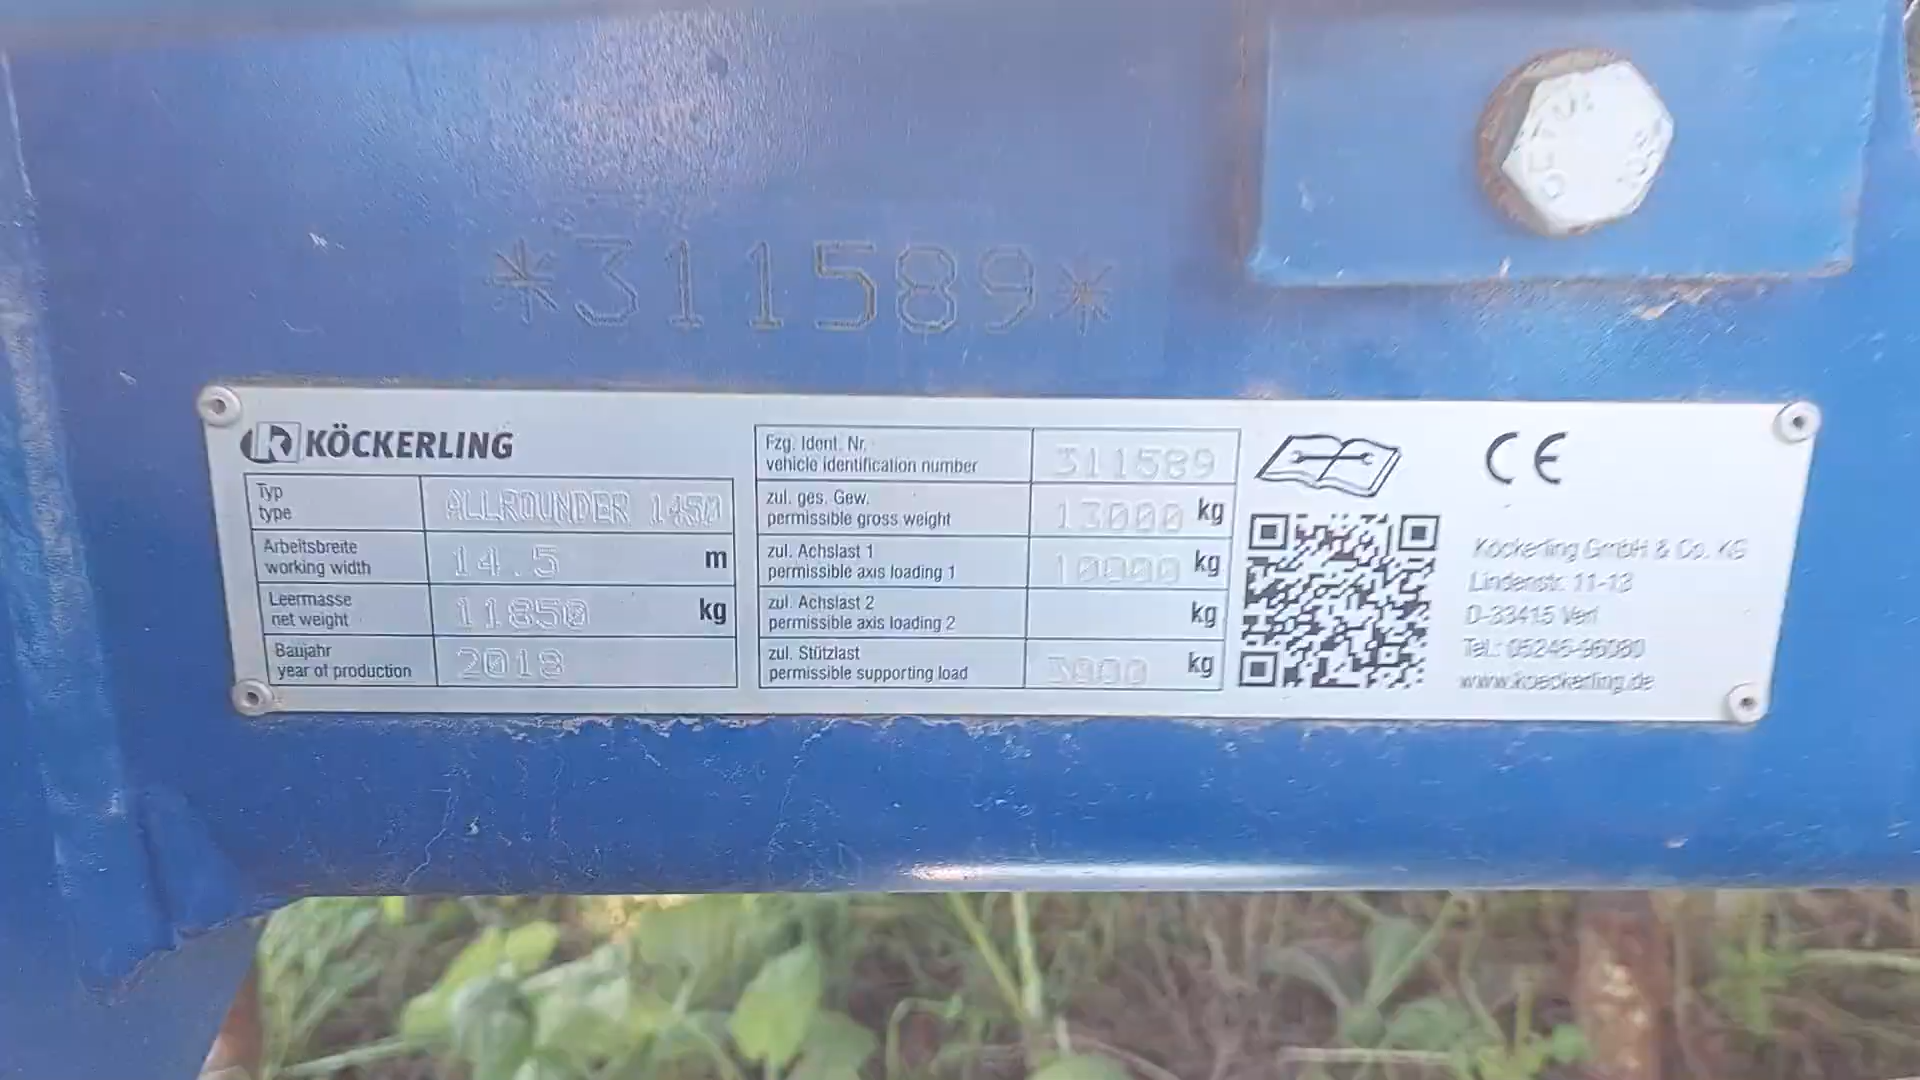 *311589*
KÖCKERLING
Typ
type
ALLROUNDER 1450
Arbeitsbreite
working width
14.5 m
Leermasse
net weight
11850 kg
Baujahr
year of production
2018
Fzg. Ident. Nr.
vehicle identification number
311589
zul. ges. Gew.
permissible gross weight
13000 kg
zul. Achslast 1
permissible axis loading 1
10000 kg
zul. Achslast 2
permissible axis loading 2
kg
zul. Stützlast
permissible supporting load
3000 kg
CE
Köckerling GmbH & Co. KG
Lindenstr. 11-13
D-33415 Verl
Tel.: 05246-96080
www.koeckerling.de